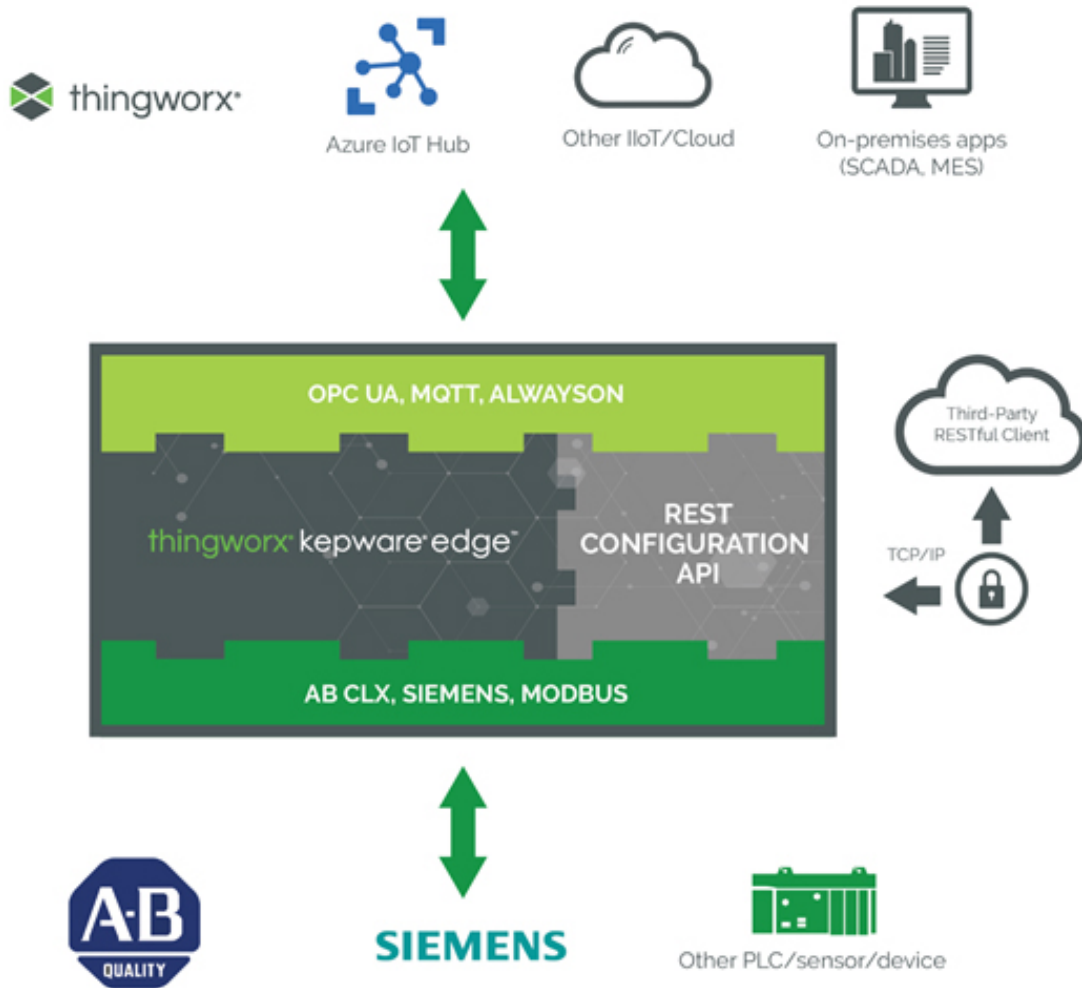 thingworx®
Azure IoT Hub
Other IIoT/Cloud
On-premises apps
(SCADA, MES)
OPC UA, MQTT, ALWAYSON
thingworx® kepware® edge™
REST
CONFIGURATION
API
Third-Party
RESTful Client
TCP/IP
AB CLX, SIEMENS, MODBUS
A-B
QUALITY
SIEMENS
Other PLC/sensor/device